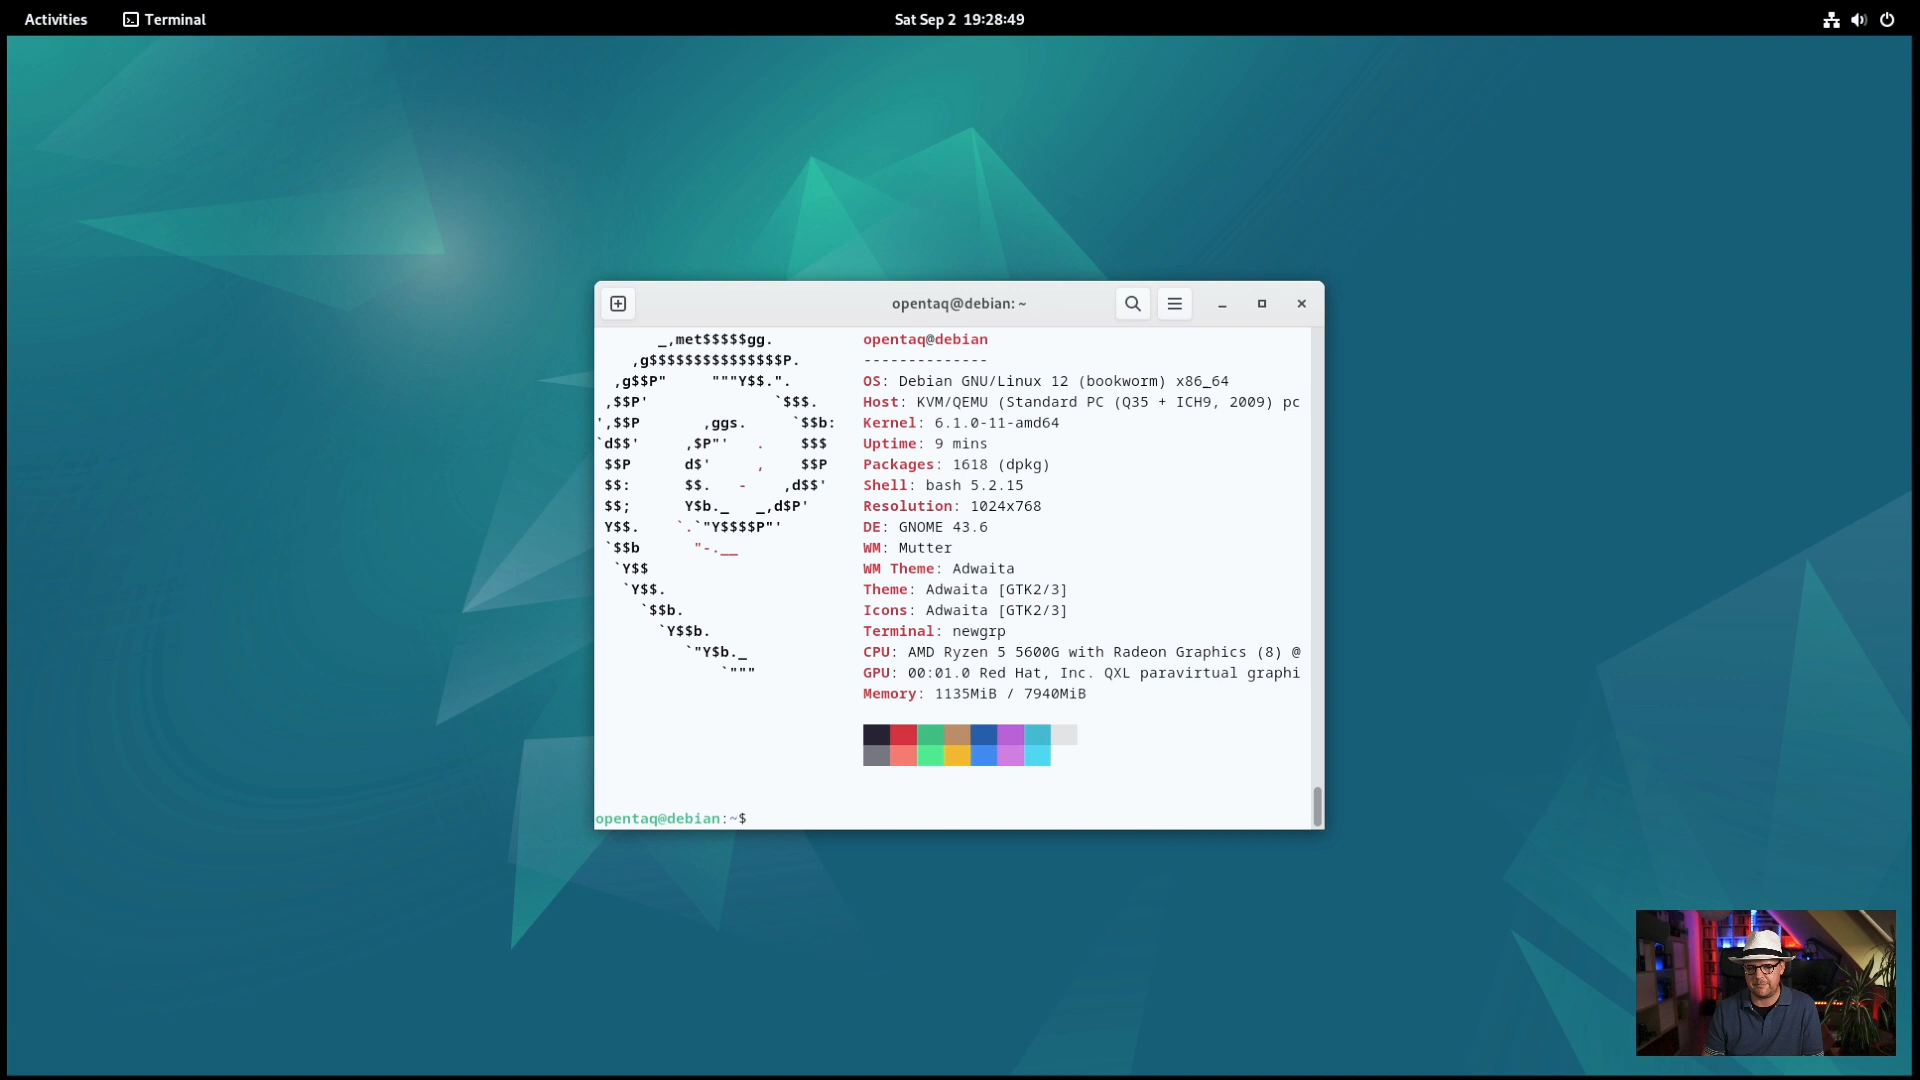 Activities Terminal Sat Sep 2 19:28:49
opentaq@debian: ~
_,met$$$$$gg. opentaq@debian
,g$$$$$$$$$$$$$$$P. --------------
,g$$P" """Y$$.". OS: Debian GNU/Linux 12 (bookworm) x86_64
,$$P' `$$$. Host: KVM/QEMU (Standard PC (Q35 + ICH9, 2009) pc
',$$P ,ggs. `$$b: Kernel: 6.1.0-11-amd64
`d$$' ,$P"' . $$$ Uptime: 9 mins
$$P d$' , $$P Packages: 1618 (dpkg)
$$: $$. - ,d$$' Shell: bash 5.2.15
$$; Y$b._ _,d$P' Resolution: 1024x768
Y$$. `.`"Y$$$$P"' DE: GNOME 43.6
`$$b "-.__ WM: Mutter
`Y$$ WM Theme: Adwaita
`Y$$. Theme: Adwaita [GTK2/3]
`$$b. Icons: Adwaita [GTK2/3]
`Y$$b. Terminal: newgrp
`"Y$b._ CPU: AMD Ryzen 5 5600G with Radeon Graphics (8) @
`""" GPU: 00:01.0 Red Hat, Inc. QXL paravirtual graphi
Memory: 1135MiB / 7940MiB
opentaq@debian:~$